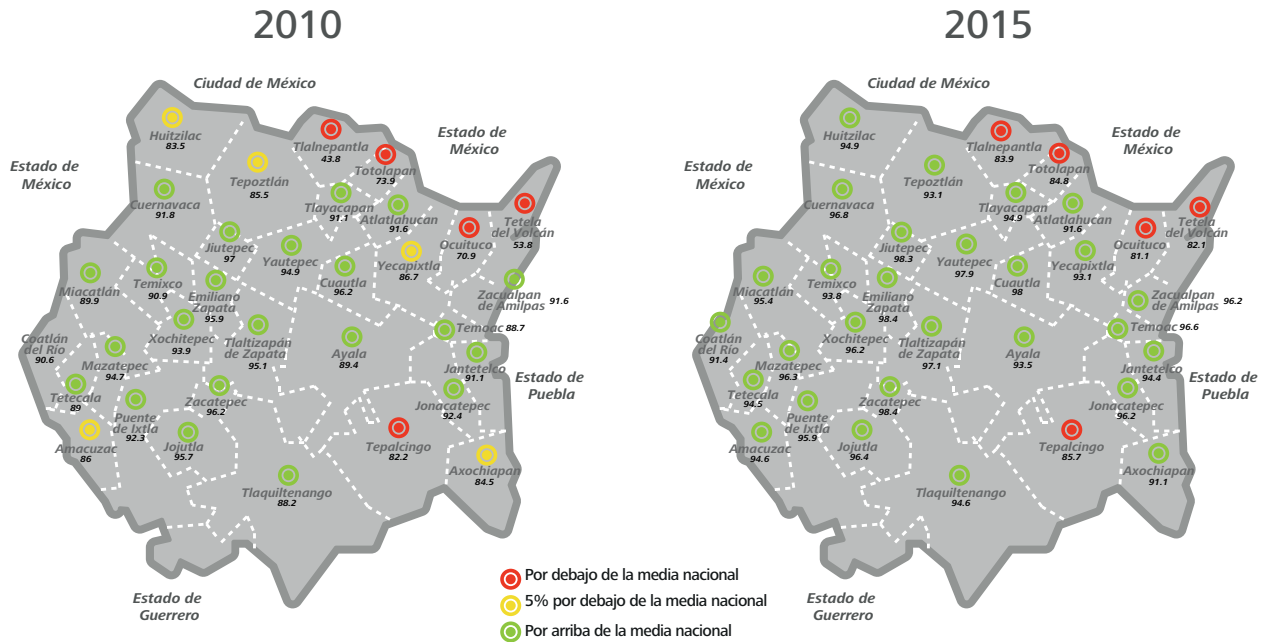 2010
Ciudad de México
Estado de
México
Estado de
México
Huitzilac
83.5
Tlalnepantla
43.8
Totolapan
73.9
Tepoztlán
85.5
Cuernavaca
91.8
Tlayacapan
91.1
Atlatlahucan
91.6
Tetela
del Volcán
53.8
Ocuituco
70.9
Jiutepec
97
Yautepec
94.9
Yecapixtla
86.7
Cuautla
96.2
Miacatlán
89.9
Temixco
90.9
Emiliano
Zapata
95.9
Zacualpan
de Amilpas
91.6
Xochitepec
93.9
Tlaltizapán
de Zapata
95.1
Temoac 88.7
Coatlán
del Río
90.6
Mazatepec
94.7
Ayala
89.4
Jantetelco
91.1
Tetecala
89
Puente
de Ixtla
92.3
Zacatepec
96.2
Jonacatepec
92.4
Estado de
Puebla
Amacuzac
86
Jojutla
95.7
Tepalcingo
82.2
Axochiapan
84.5
Tlaquiltenango
88.2
Estado de
Guerrero
2015
Ciudad de México
Estado de
México
Estado de
México
Huitzilac
94.9
Tlalnepantla
83.9
Totolapan
84.8
Tepoztlán
93.1
Cuernavaca
96.8
Tlayacapan
94.9
Atlatlahucan
91.6
Tetela
del Volcán
82.1
Ocuituco
81.1
Jiutepec
98.3
Yautepec
97.9
Yecapixtla
93.1
Cuautla
98
Miacatlán
95.4
Temixco
93.8
Emiliano
Zapata
98.4
Zacualpan
de Amilpas
96.2
Xochitepec
96.2
Tlaltizapán
de Zapata
97.1
Temoac 96.6
Coatlán
del Río
91.4
Mazatepec
96.3
Ayala
93.5
Jantetelco
94.4
Tetecala
94.5
Puente
de Ixtla
95.9
Zacatepec
98.4
Jonacatepec
96.2
Estado de
Puebla
Amacuzac
94.6
Jojutla
96.4
Tepalcingo
85.7
Axochiapan
91.1
Tlaquiltenango
94.6
Estado de
Guerrero
Por debajo de la media nacional
5% por debajo de la media nacional
Por arriba de la media nacional